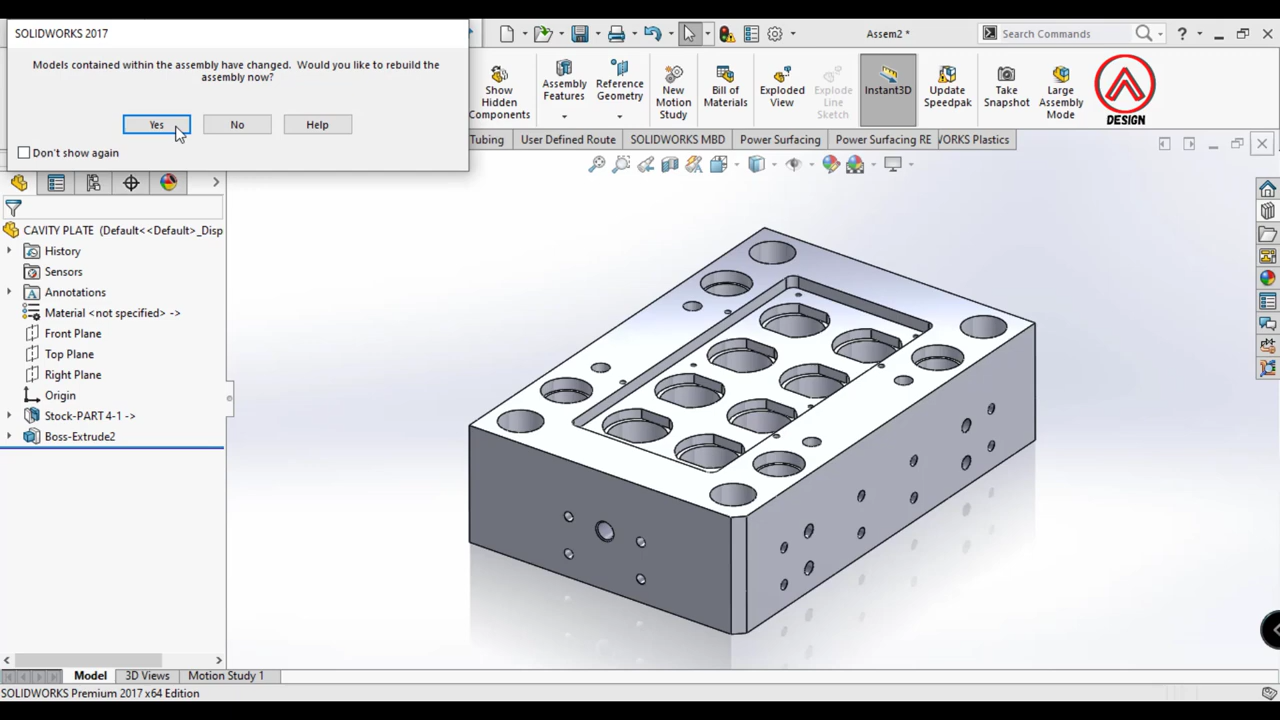 SOLIDWORKS 2017
Models contained within the assembly have changed. Would you like to rebuild the
assembly now?
Yes
No
Help
Don't show again
Assem2 *
Search Commands
?
Show
Hidden
Components
Assembly
Features
Reference
Geometry
New
Motion
Study
Bill of
Materials
Exploded
View
Explode
Line
Sketch
Instant3D
Update
Speedpak
Take
Snapshot
Large
Assembly
Mode
DESIGN
Tubing
User Defined Route
SOLIDWORKS MBD
Power Surfacing
Power Surfacing RE
WORKS Plastics
CAVITY PLATE (Default<<Default>_Disp
History
Sensors
Annotations
Material <not specified> ->
Front Plane
Top Plane
Right Plane
Origin
Stock-PART 4-1 ->
Boss-Extrude2
Model
3D Views
Motion Study 1
SOLIDWORKS Premium 2017 x64 Edition